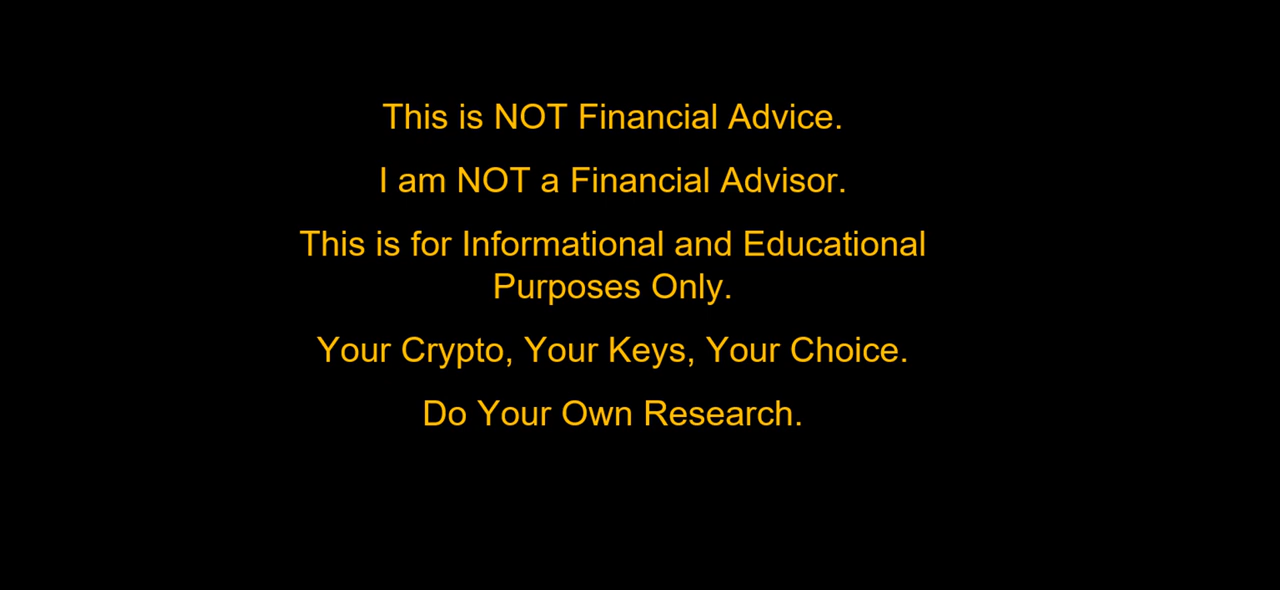 This is NOT Financial Advice.
I am NOT a Financial Advisor.
This is for Informational and Educational
Purposes Only.
Your Crypto, Your Keys, Your Choice.
Do Your Own Research.